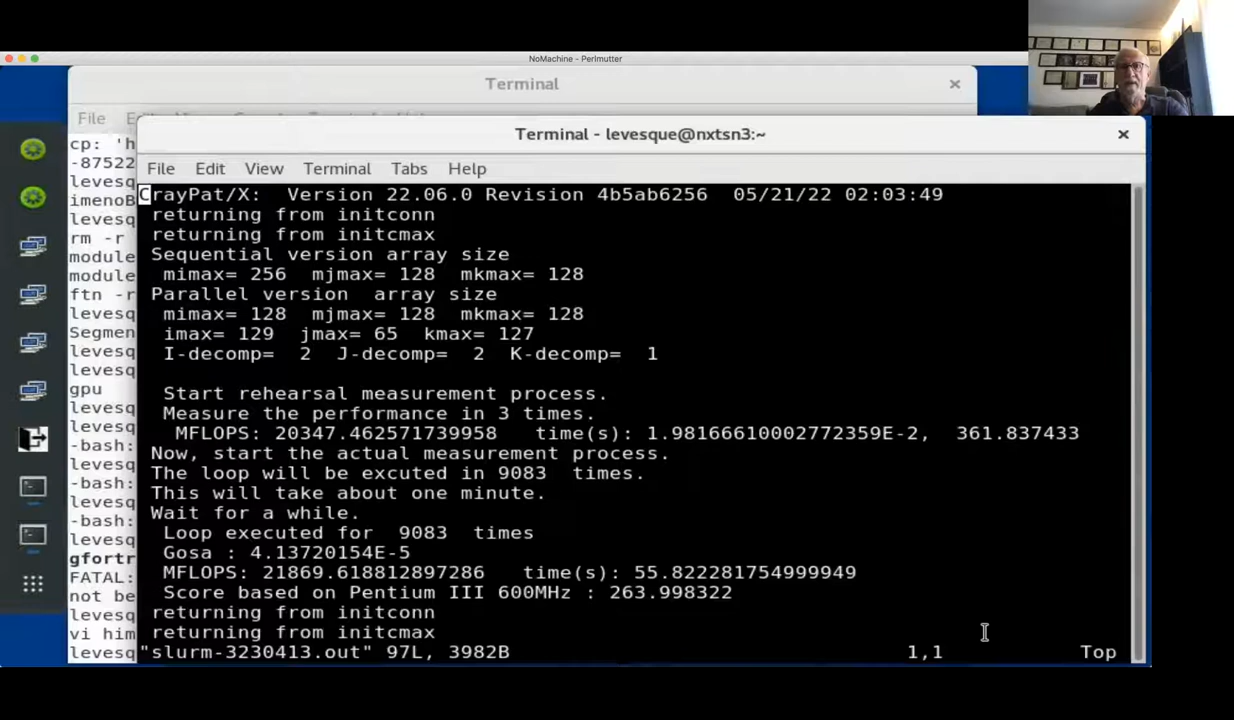 NoMachine - Perlmutter
Terminal
File
cp: 'h
-87522
levesq
imenoB
levesq
rm -r
module
module
ftn -r
levesq
Segmen
levesq
levesq
gpu
levesq
levesq
-bash:
levesq
-bash:
levesq
-bash:
levesq
gfortr
FATAL:
not be
levesq
vi him
levesq
Terminal - levesque@nxtsn3:~
File Edit View Terminal Tabs Help
CrayPat/X: Version 22.06.0 Revision 4b5ab6256 05/21/22 02:03:49
returning from initconn
returning from initcmax
Sequential version array size
mimax= 256 mjmax= 128 mkmax= 128
Parallel version array size
mimax= 128 mjmax= 128 mkmax= 128
imax= 129 jmax= 65 kmax= 127
I-decomp= 2 J-decomp= 2 K-decomp= 1
Start rehearsal measurement process.
Measure the performance in 3 times.
MFLOPS: 20347.462571739958 time(s): 1.98166610002772359E-2, 361.837433
Now, start the actual measurement process.
The loop will be excuted in 9083 times.
This will take about one minute.
Wait for a while.
Loop executed for 9083 times
Gosa : 4.13720154E-5
MFLOPS: 21869.618812897286 time(s): 55.822281754999949
Score based on Pentium III 600MHz : 263.998322
returning from initconn
returning from initcmax
"slurm-3230413.out" 97L, 3982B 1,1 Top